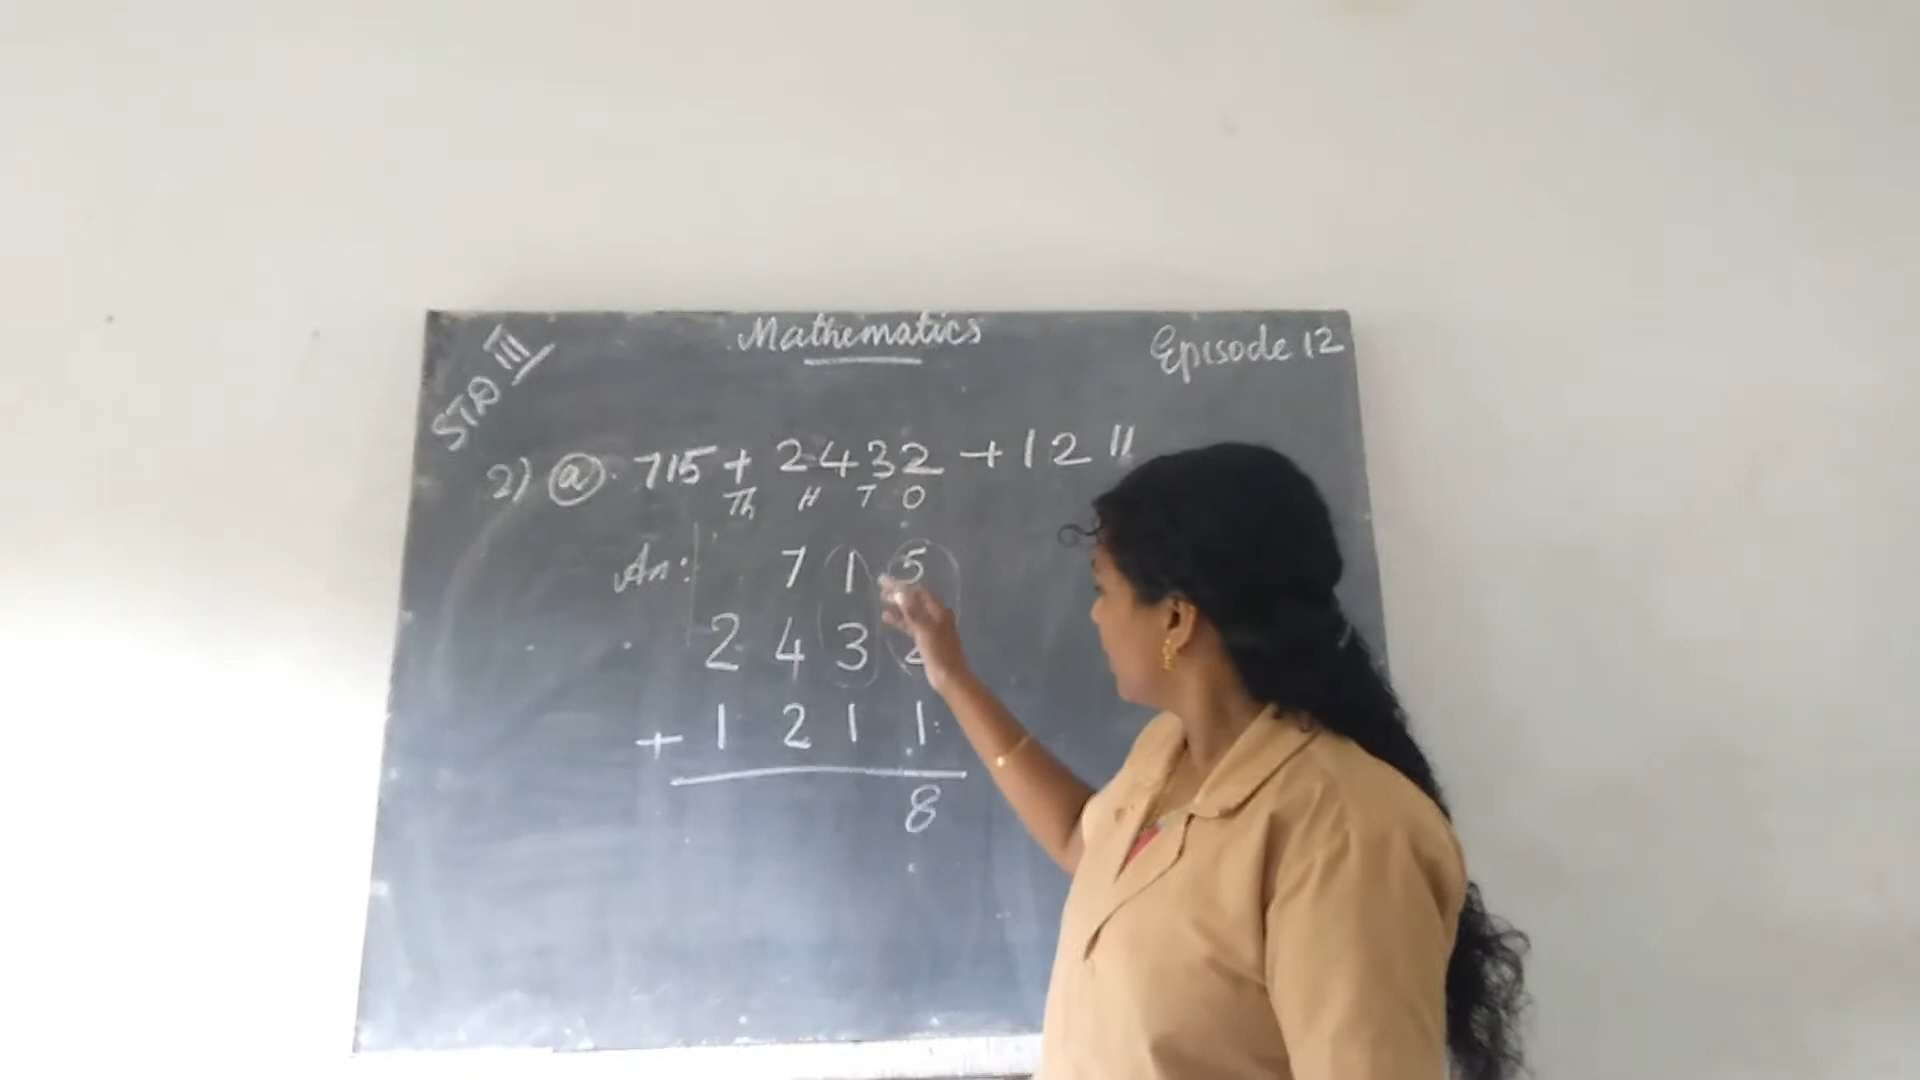 STD III
Mathematics
Episode 12
2) a. 715 + 2432 + 1211
Th H T O
An: 7 1 5
2 4 3 2
+ 1 2 1 1
8